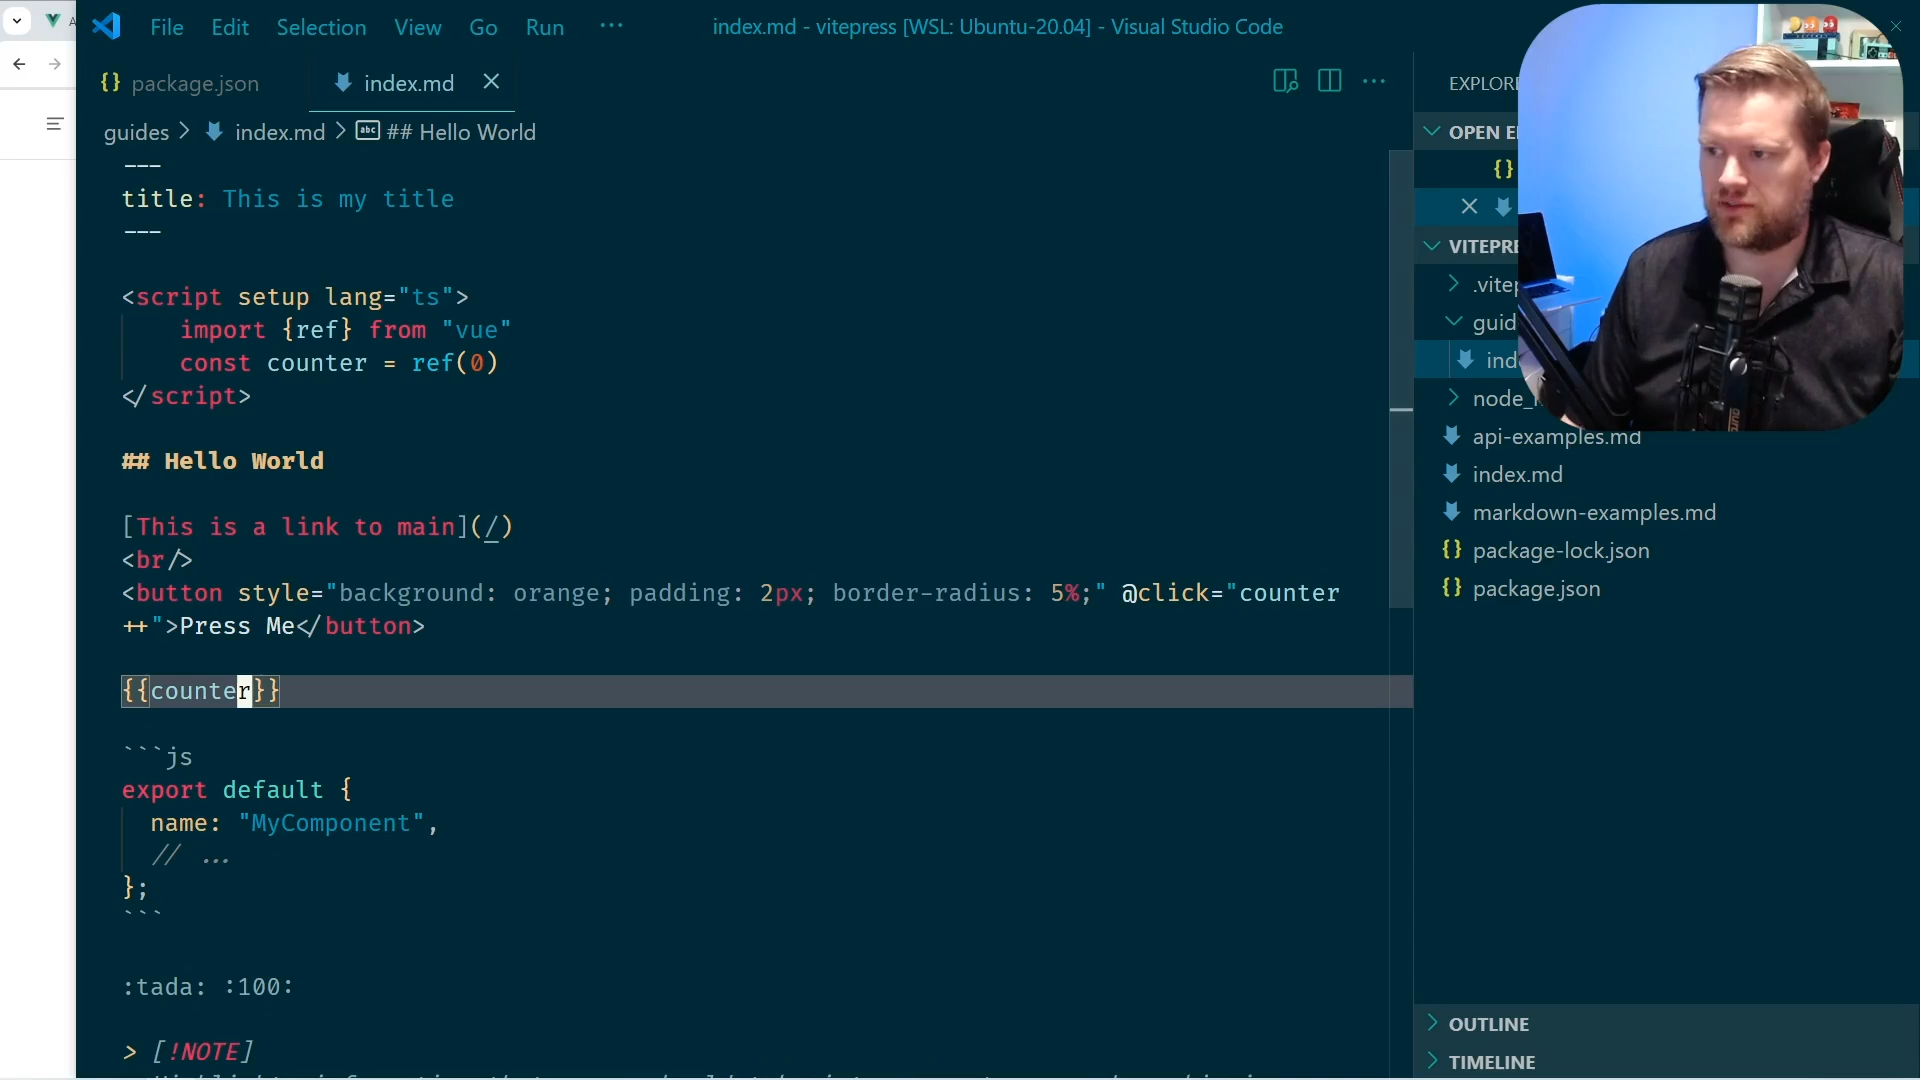 File Edit Selection View Go Run ...
index.md - vitepress [WSL: Ubuntu-20.04] - Visual Studio Code
{} package.json
index.md
guides > index.md > ## Hello World
---
title: This is my title
---
<script setup lang="ts">
import {ref} from "vue"
const counter = ref(0)
</script>
## Hello World
[This is a link to main](/)
<br/>
<button style="background: orange; padding: 2px; border-radius: 5%;" @click="counter
++">Press Me</button>
{{counter}}
```js
export default {
name: "MyComponent",
// ...
};
```
:tada: :100:
> [!NOTE]
EXPLORE
OPEN E
{}
VITEPRE
.vitep
guid
inde
node_
api-examples.md
index.md
markdown-examples.md
{} package-lock.json
{} package.json
OUTLINE
TIMELINE